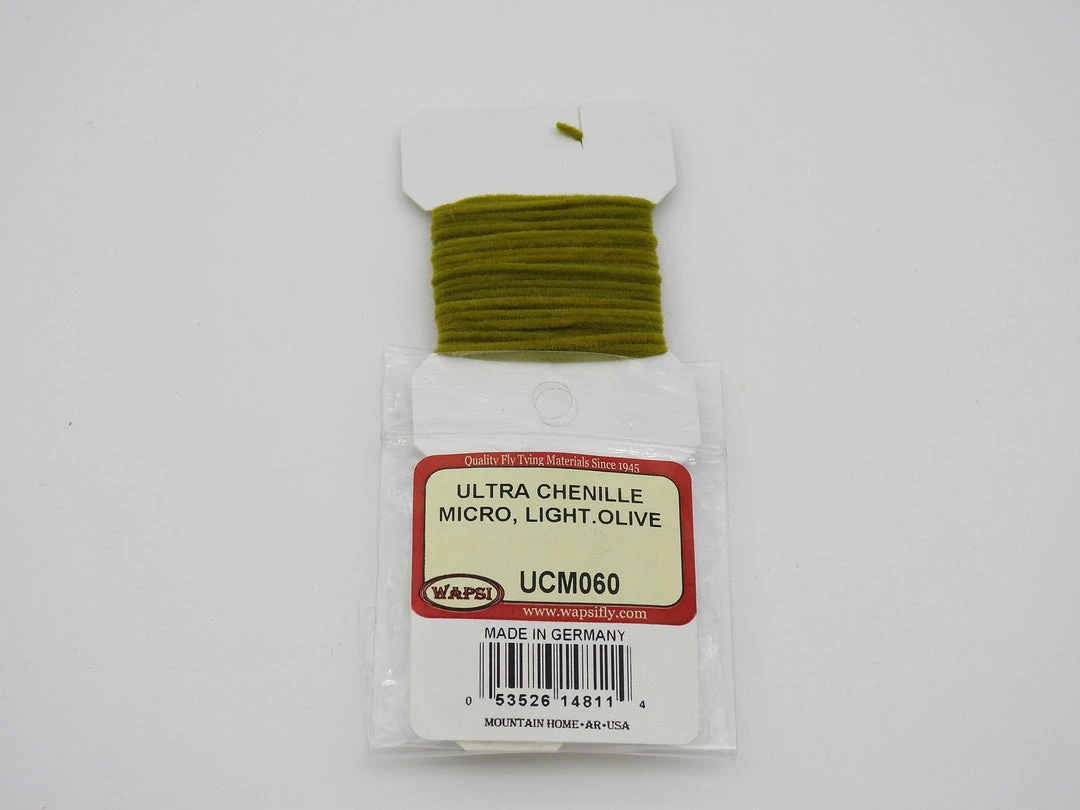 Quality Fly Tying Materials Since 1945
ULTRA CHENILLE
MICRO, LIGHT.OLIVE
WAPSI
UCM060
www.wapsifly.com
MADE IN GERMANY
0 53526 14811 4
MOUNTAIN HOME•AR•USA